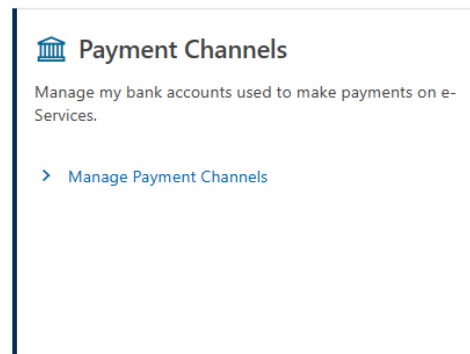 Payment Channels
Manage my bank accounts used to make payments on e-
Services.
Manage Payment Channels